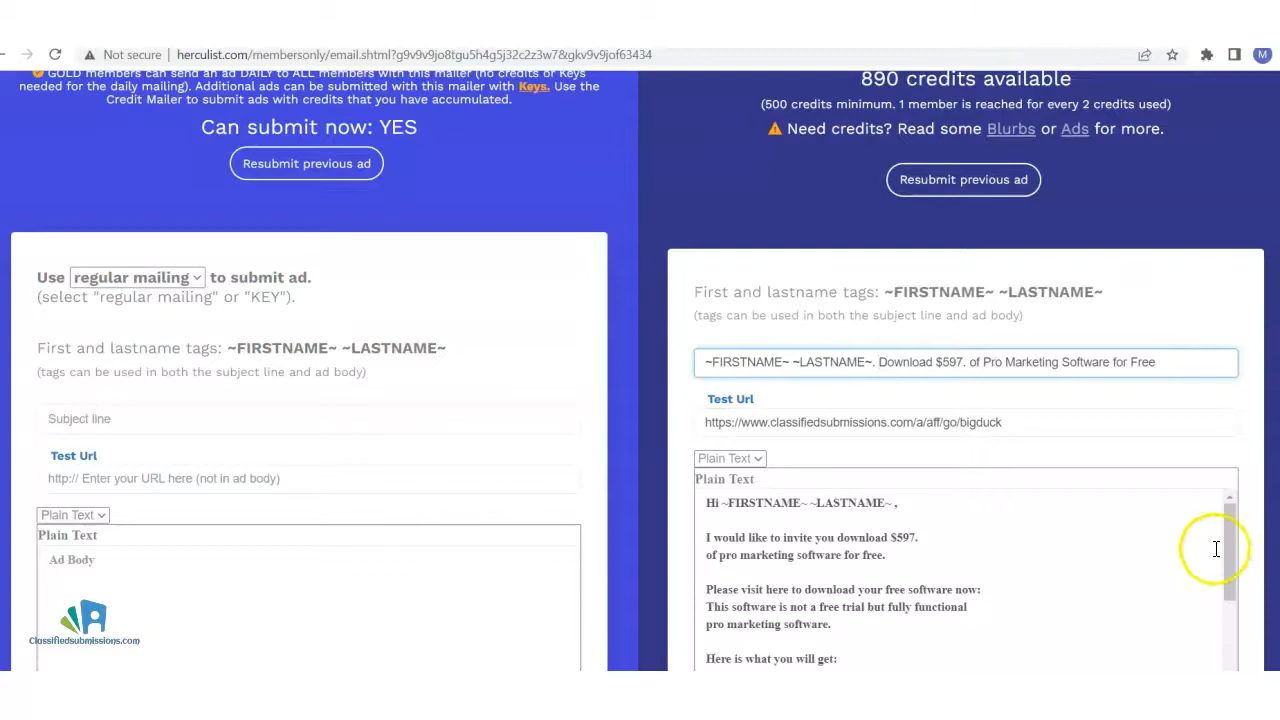 Not secure
herculist.com/membersonly/email.shtml?g9v9v9jo8tgu5h4g5j32c2z3w7&gkv9v9jof63434
M
GOLD members can send an ad DAILY to ALL members with this mailer (no credits or Keys
needed for the daily mailing). Additional ads can be submitted with this mailer with Keys. Use the
Credit Mailer to submit ads with credits that you have accumulated.
Can submit now: YES
Resubmit previous ad
Use regular mailing to submit ad.
(select "regular mailing" or "KEY").
First and lastname tags: ~FIRSTNAME~ ~LASTNAME~
(tags can be used in both the subject line and ad body)
Subject line
Test Url
http:// Enter your URL here (not in ad body)
Plain Text
Plain Text
Ad Body
Classifiedsubmissions.com
890 credits available
(500 credits minimum. 1 member is reached for every 2 credits used)
Need credits? Read some Blurbs or Ads for more.
Resubmit previous ad
First and lastname tags: ~FIRSTNAME~ ~LASTNAME~
(tags can be used in both the subject line and ad body)
~FIRSTNAME~ ~LASTNAME~. Download $597. of Pro Marketing Software for Free
Test Url
https://www.classifiedsubmissions.com/a/aff/go/bigduck
Plain Text
Plain Text
Hi ~FIRSTNAME~ ~LASTNAME~ ,
I would like to invite you download $597.
of pro marketing software for free.
Please visit here to download your free software now:
This software is not a free trial but fully functional
pro marketing software.
Here is what you will get: